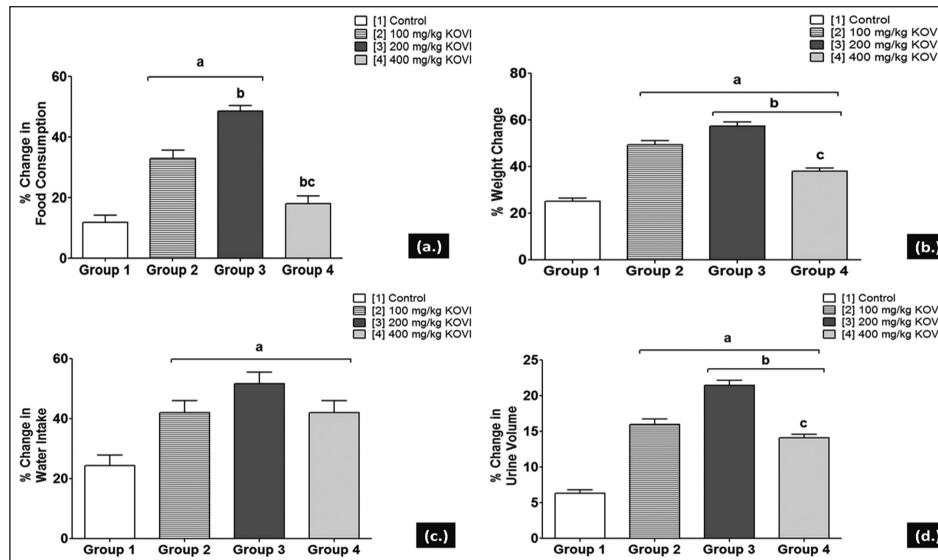 [1] Control
[2] 100 mg/kg KOVI
[3] 200 mg/kg KOVI
[4] 400 mg/kg KOVI
% Change in
Food Consumption
60
40
20
0
a
b
bc
Group 1 Group 2 Group 3 Group 4
(a.)
[1] Control
[2] 100 mg/kg KOVI
[3] 200 mg/kg KOVI
[4] 400 mg/kg KOVI
% Weight Change
80
60
40
20
0
a
b
c
Group 1 Group 2 Group 3 Group 4
(b.)
[1] Control
[2] 100 mg/kg KOVI
[3] 200 mg/kg KOVI
[4] 400 mg/kg KOVI
% Change in
Water Intake
60
40
20
0
a
Group 1 Group 2 Group 3 Group 4
(c.)
[1] Control
[2] 100 mg/kg KOVI
[3] 200 mg/kg KOVI
[4] 400 mg/kg KOVI
% Change in
Urine Volume
25
20
15
10
5
0
a
b
c
Group 1 Group 2 Group 3 Group 4
(d.)